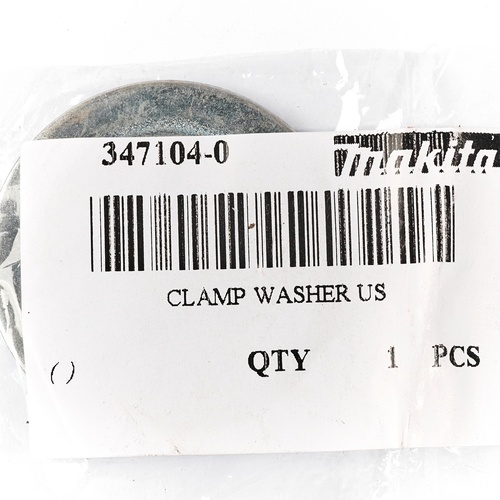 347104-0 makita
CLAMP WASHER US
() QTY 1 PCS